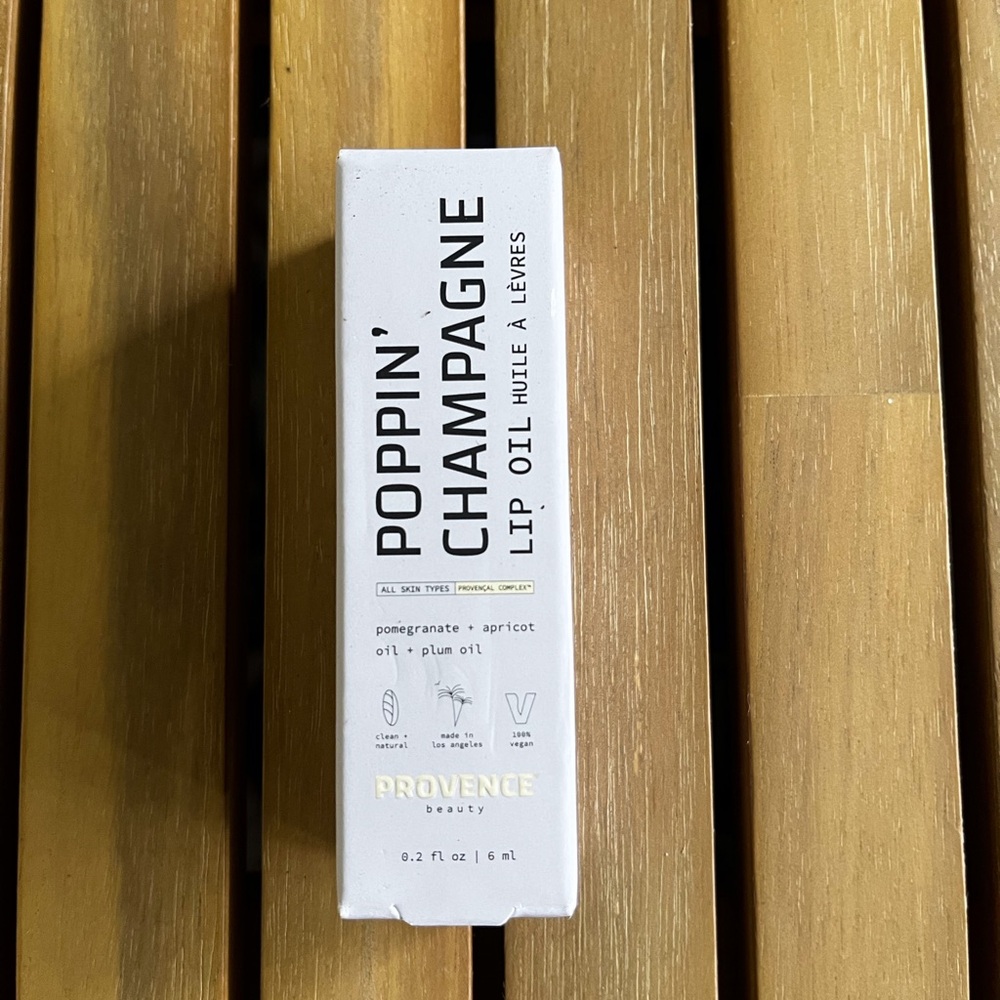 POPPIN’
CHAMPAGNE
LIP OIL HUILE À LÈVRES
ALL SKIN TYPES PROVENÇAL COMPLEX™
pomegranate + apricot
oil + plum oil
clean +
natural
made in
los angeles
100%
vegan
PROVENCE
beauty
0.2 fl oz | 6 ml